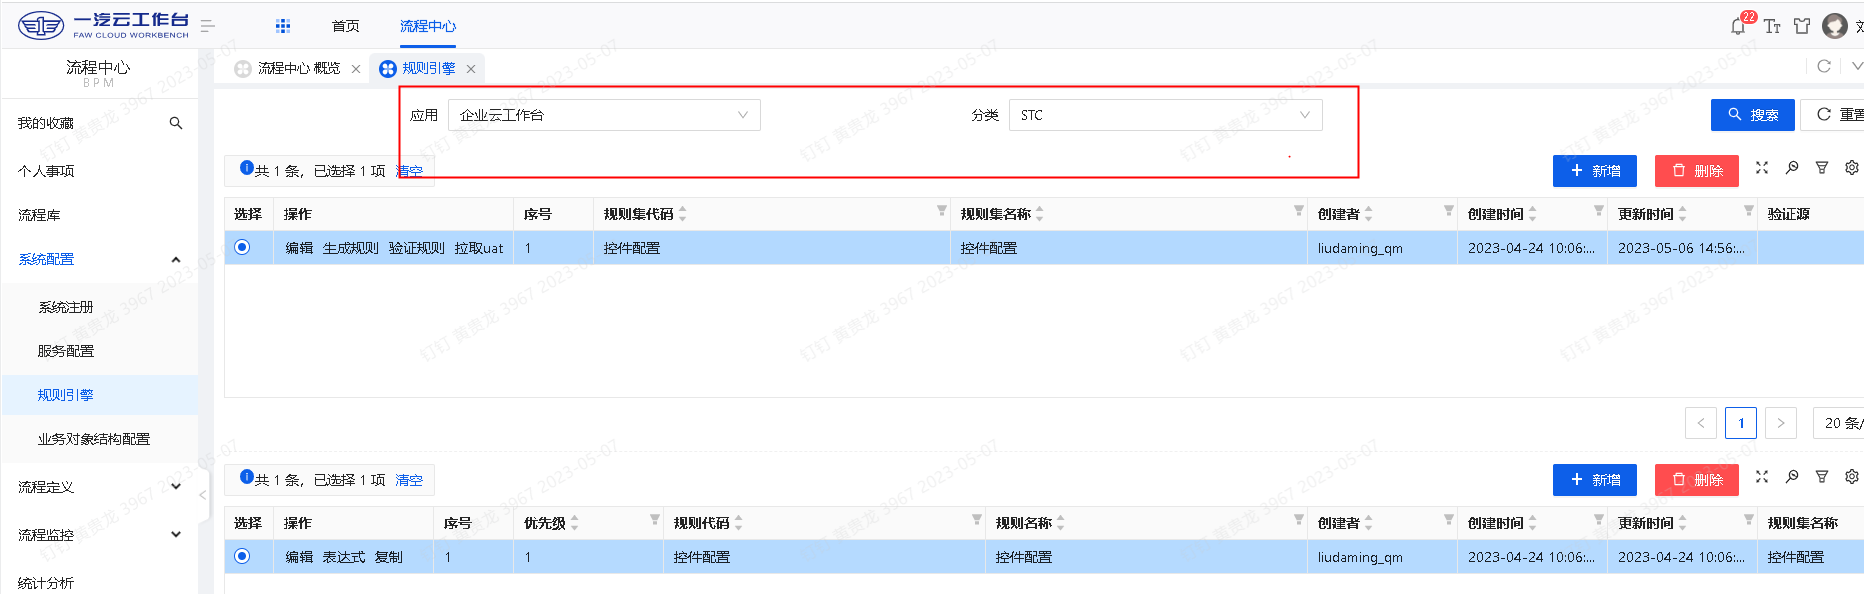 一汽云工作台
FAW CLOUD WORKBENCH
首页
流程中心
22
流程中心
BPM
流程中心 概览
规则引擎
我的收藏
个人事项
流程库
系统配置
系统注册
服务配置
规则引擎
业务对象结构配置
流程定义
流程监控
统计分析
应用 企业云工作台 分类 STC 搜索 重置
共 1 条，已选择 1 项 清空 新增 删除
选择 操作 序号 规则集代码 规则集名称 创建者 创建时间 更新时间 验证源
编辑 生成规则 验证规则 拉取uat 1 控件配置 控件配置 liudaming_qm 2023-04-24 10:06:... 2023-05-06 14:56:...
1 20 条/
共 1 条，已选择 1 项 清空 新增 删除
选择 操作 序号 优先级 规则代码 规则名称 创建者 创建时间 更新时间 规则集名称
编辑 表达式 复制 1 1 控件配置 控件配置 liudaming_qm 2023-04-24 10:06:... 2023-04-24 10:06:... 控件配置
钉钉 黄贵龙 3967 2023-05-07